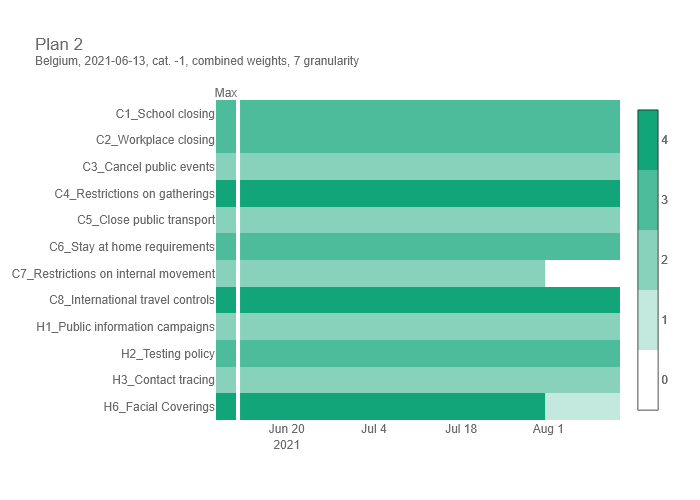 Plan 2
Belgium, 2021-06-13, cat. -1, combined weights, 7 granularity
Max
C1_School closing
C2_Workplace closing
C3_Cancel public events
C4_Restrictions on gatherings
C5_Close public transport
C6_Stay at home requirements
C7_Restrictions on internal movement
C8_International travel controls
H1_Public information campaigns
H2_Testing policy
H3_Contact tracing
H6_Facial Coverings
Jun 20 Jul 4 Jul 18 Aug 1
2021
4
3
2
1
0